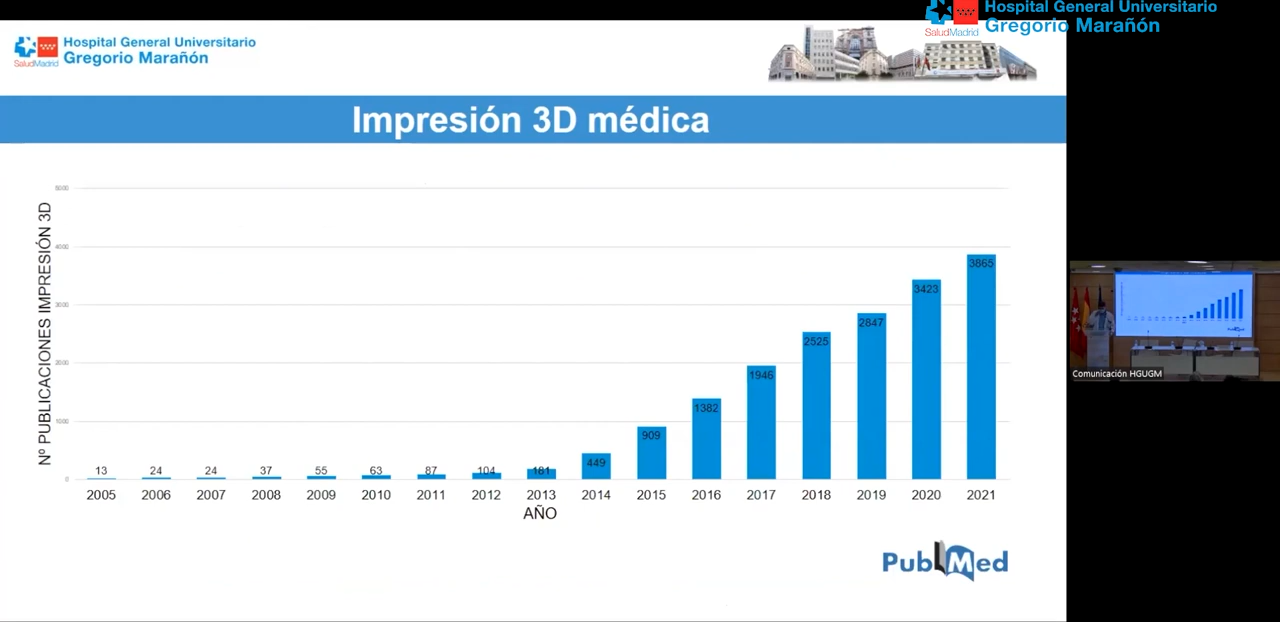 Hospital General Universitario
SaludMadrid
Gregorio Marañón
Hospital General Universitario
SaludMadrid
Gregorio Marañón
Impresión 3D médica
Nº PUBLICACIONES IMPRESIÓN 3D
5000
4000
3000
2000
1000
0
13
24
24
37
55
63
87
104
181
449
909
1382
1946
2525
2847
3423
3865
2005 2006 2007 2008 2009 2010 2011 2012 2013 2014 2015 2016 2017 2018 2019 2020 2021
AÑO
PubMed
Comunicación HGUGM